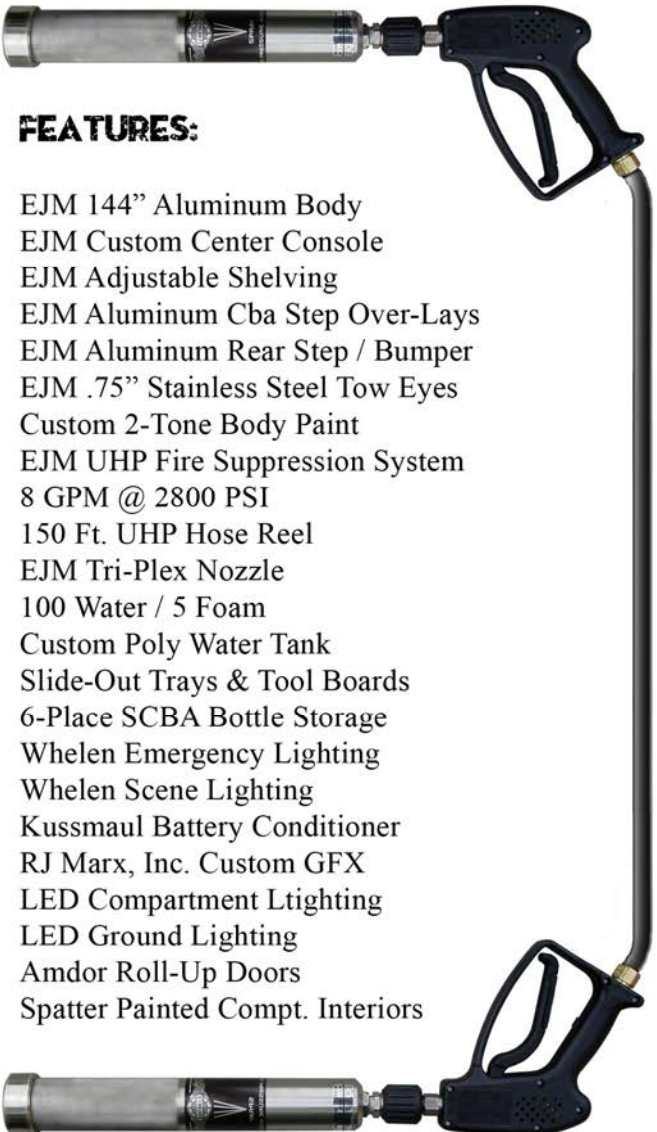 FEATURES:
EJM 144” Aluminum Body
EJM Custom Center Console
EJM Adjustable Shelving
EJM Aluminum Cba Step Over-Lays
EJM Aluminum Rear Step / Bumper
EJM .75” Stainless Steel Tow Eyes
Custom 2-Tone Body Paint
EJM UHP Fire Suppression System
8 GPM @ 2800 PSI
150 Ft. UHP Hose Reel
EJM Tri-Plex Nozzle
100 Water / 5 Foam
Custom Poly Water Tank
Slide-Out Trays & Tool Boards
6-Place SCBA Bottle Storage
Whelen Emergency Lighting
Whelen Scene Lighting
Kussmaul Battery Conditioner
RJ Marx, Inc. Custom GFX
LED Compartment Ltighting
LED Ground Lighting
Amdor Roll-Up Doors
Spatter Painted Compt. Interiors